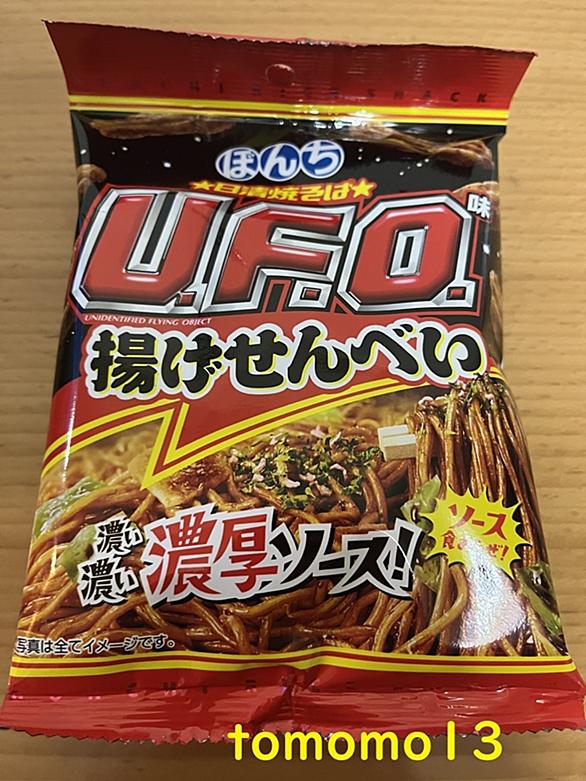 ぼんち
★日清焼そば★
U.F.O.味
UNIDENTIFIED FLYING OBJECT
揚げせんべい
濃い
濃い
濃厚ソース!
ソース
写真は全てイメージです。
tomomo13